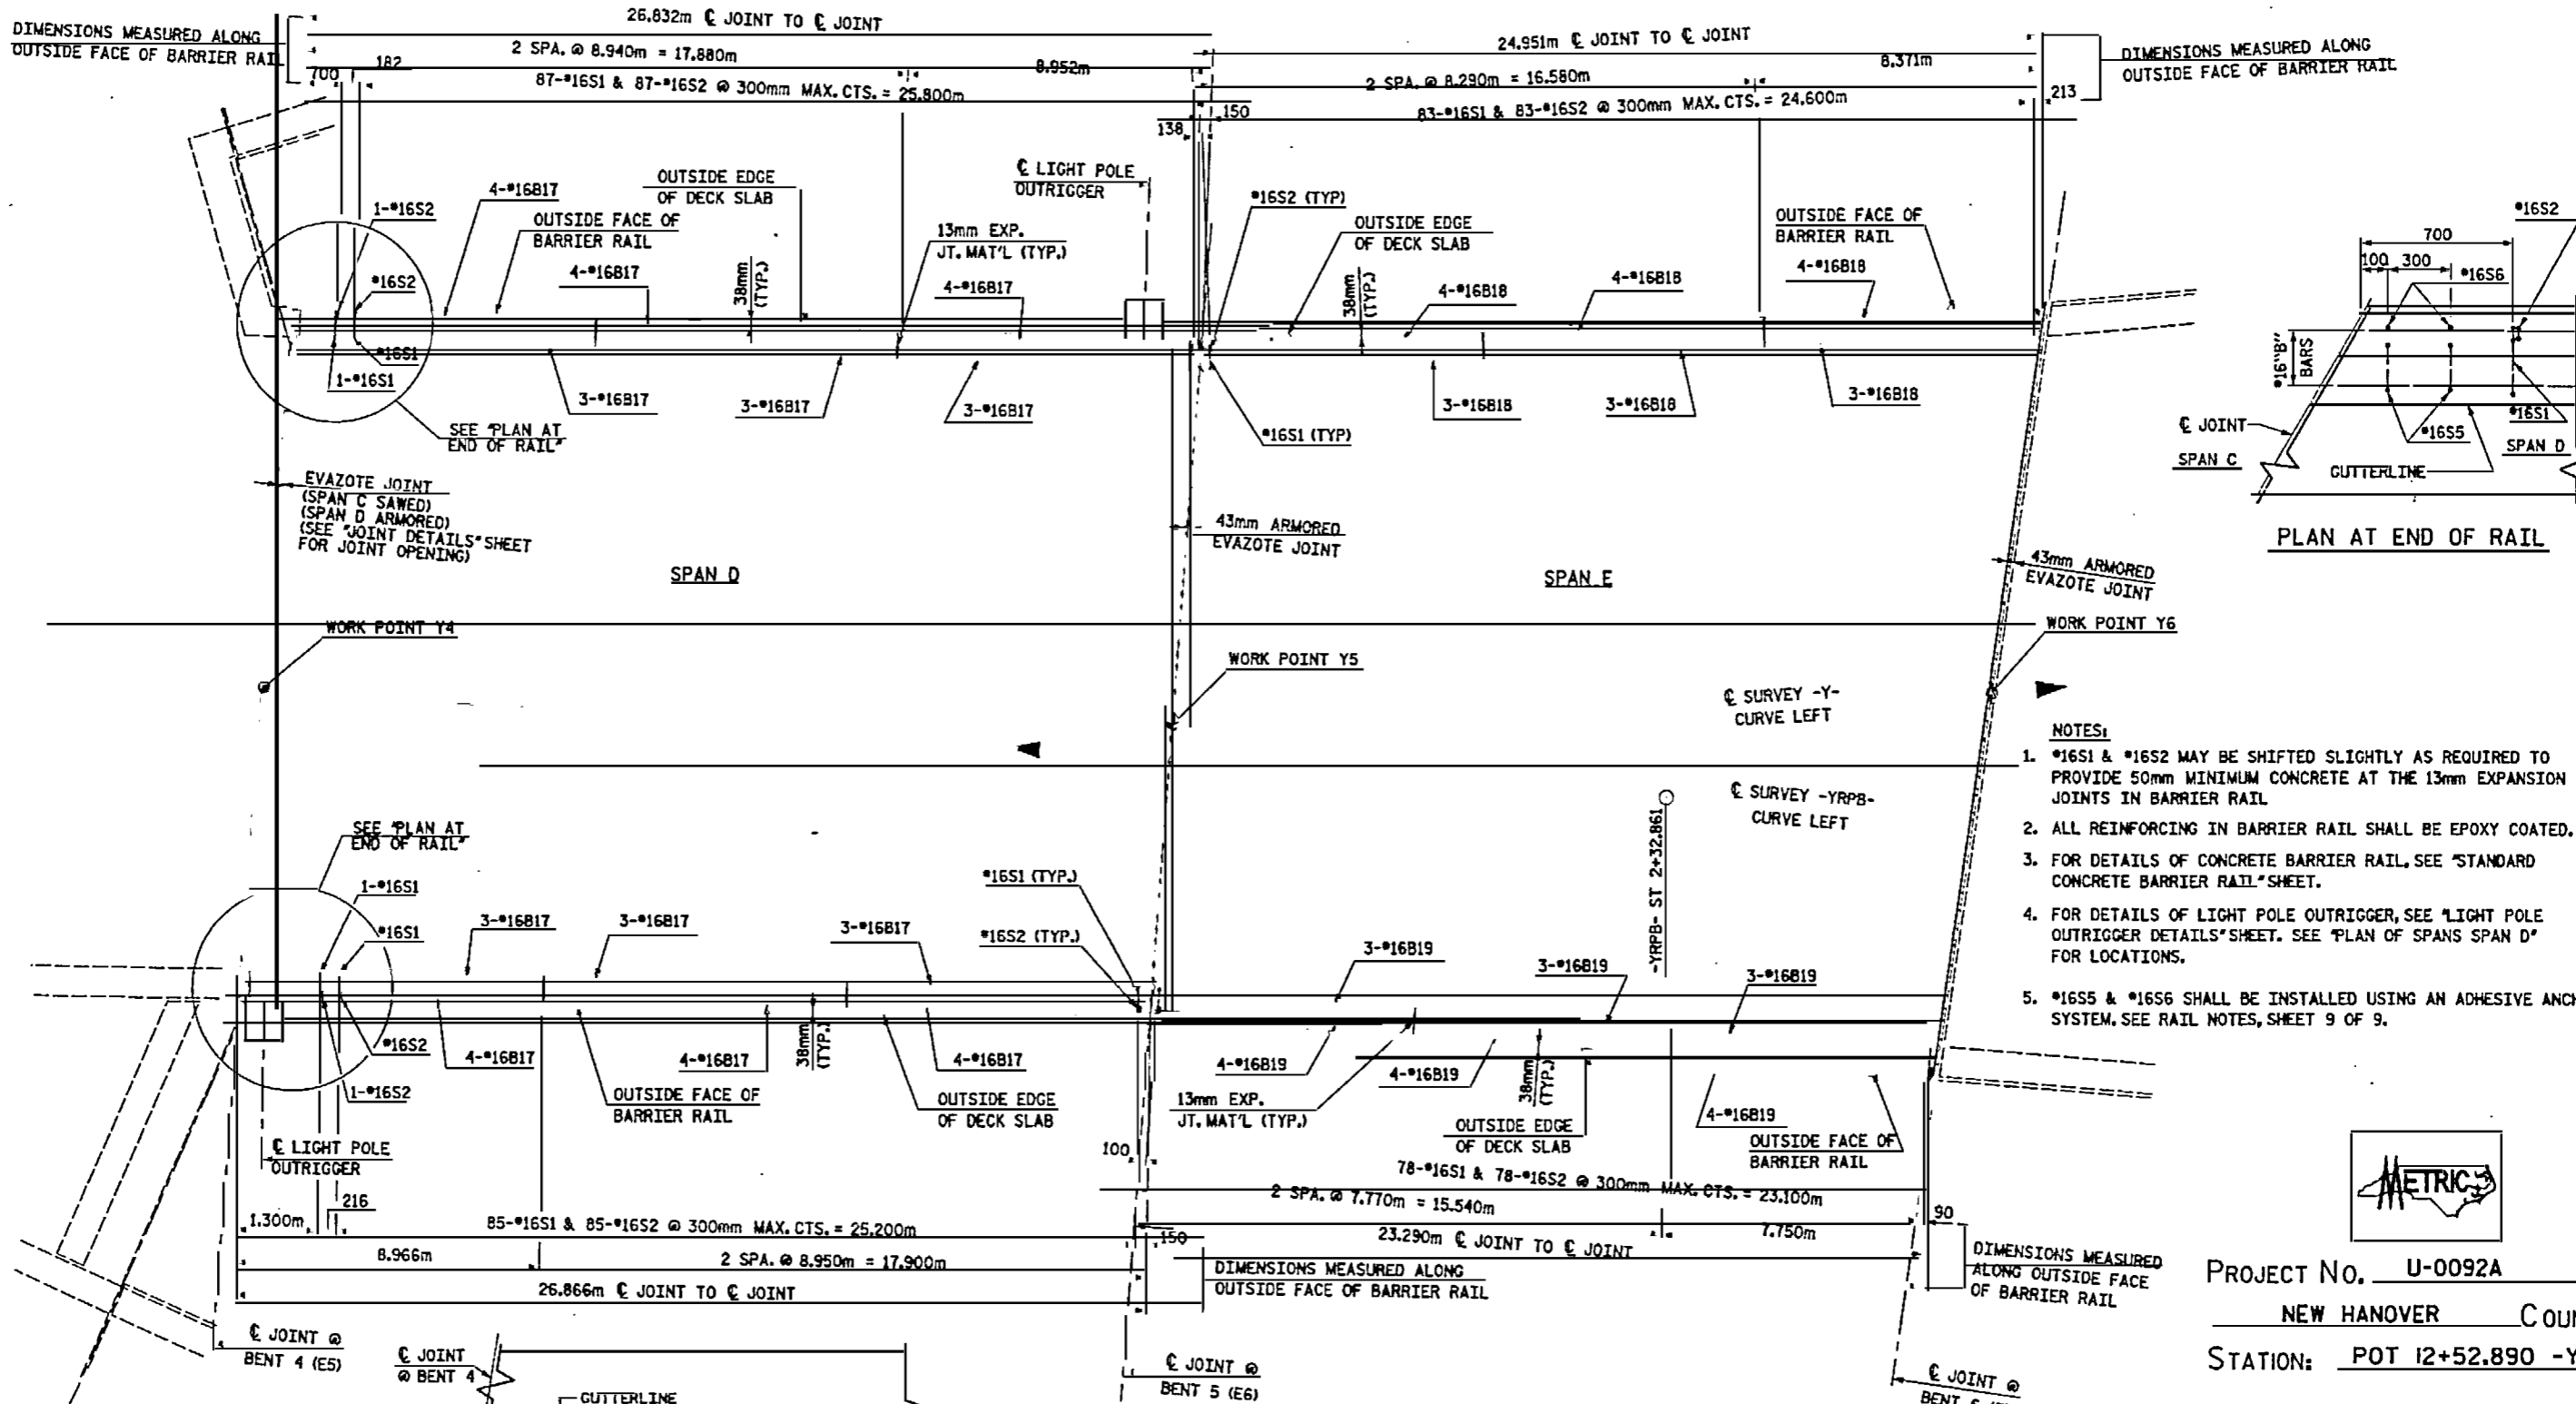 DIMENSIONS MEASURED ALONG
OUTSIDE FACE OF BARRIER RAIL
26.832m ℄ JOINT TO ℄ JOINT
2 SPA. @ 8.940m = 17.880m
8.952m
700
182
87-#16S1 & 87-#16S2 @ 300mm MAX. CTS. = 25.800m
24.951m ℄ JOINT TO ℄ JOINT
8.371m
2 SPA. @ 8.290m = 16.580m
83-#16S1 & 83-#16S2 @ 300mm MAX. CTS. = 24.600m
213
150
138
DIMENSIONS MEASURED ALONG
OUTSIDE FACE OF BARRIER RAIL
1-#16S2
4-#16B17
OUTSIDE EDGE
OF DECK SLAB
OUTSIDE FACE OF
BARRIER RAIL
℄ LIGHT POLE
OUTRIGGER
13mm EXP.
JT. MAT'L (TYP.)
#16S2 (TYP)
OUTSIDE EDGE
OF DECK SLAB
OUTSIDE FACE OF
BARRIER RAIL
#16S2
4-#16B17
38mm
(TYP.)
4-#16B17
38mm
(TYP.)
4-#16B18
4-#16B18
4-#16B18
#16S1
1-#16S1
3-#16B17
3-#16B17
3-#16B17
3-#16B18
3-#16B18
3-#16B18
#16S1 (TYP)
SEE "PLAN AT
END OF RAIL"
#16S2
700
100
300
#16S6
#16"B"
BARS
#16S1
#16S5
℄ JOINT
SPAN C
SPAN D
GUTTERLINE
PLAN AT END OF RAIL
EVAZOTE JOINT
(SPAN C SAWED)
(SPAN D ARMORED)
(SEE "JOINT DETAILS" SHEET
FOR JOINT OPENING)
43mm ARMORED
EVAZOTE JOINT
43mm ARMORED
EVAZOTE JOINT
SPAN D
SPAN E
WORK POINT Y4
WORK POINT Y5
WORK POINT Y6
℄ SURVEY -Y-
CURVE LEFT
℄ SURVEY -YRPB-
CURVE LEFT
-YRPB- ST 2+32.861
NOTES:
1. #16S1 & #16S2 MAY BE SHIFTED SLIGHTLY AS REQUIRED TO
PROVIDE 50mm MINIMUM CONCRETE AT THE 13mm EXPANSION
JOINTS IN BARRIER RAIL
2. ALL REINFORCING IN BARRIER RAIL SHALL BE EPOXY COATED.
3. FOR DETAILS OF CONCRETE BARRIER RAIL, SEE "STANDARD
CONCRETE BARRIER RAIL" SHEET.
4. FOR DETAILS OF LIGHT POLE OUTRIGGER, SEE "LIGHT POLE
OUTRIGGER DETAILS" SHEET. SEE "PLAN OF SPANS SPAN D"
FOR LOCATIONS.
5. #16S5 & #16S6 SHALL BE INSTALLED USING AN ADHESIVE ANCH
SYSTEM. SEE RAIL NOTES, SHEET 9 OF 9.
SEE "PLAN AT
END OF RAIL"
1-#16S1
#16S1
3-#16B17
3-#16B17
3-#16B17
#16S1 (TYP.)
#16S2 (TYP.)
3-#16B19
3-#16B19
3-#16B19
#16S2
1-#16S2
4-#16B17
4-#16B17
38mm
(TYP.)
4-#16B17
4-#16B19
4-#16B19
38mm
(TYP.)
4-#16B19
OUTSIDE FACE OF
BARRIER RAIL
OUTSIDE EDGE
OF DECK SLAB
13mm EXP.
JT. MAT'L (TYP.)
OUTSIDE EDGE
OF DECK SLAB
OUTSIDE FACE OF
BARRIER RAIL
℄ LIGHT POLE
OUTRIGGER
100
1.300m
216
85-#16S1 & 85-#16S2 @ 300mm MAX. CTS. = 25.200m
8.966m
2 SPA. @ 8.950m = 17.900m
26.866m ℄ JOINT TO ℄ JOINT
78-#16S1 & 78-#16S2 @ 300mm MAX. CTS. = 23.100m
2 SPA. @ 7.770m = 15.540m
7.750m
90
150
23.290m ℄ JOINT TO ℄ JOINT
DIMENSIONS MEASURED ALONG
OUTSIDE FACE OF BARRIER RAIL
DIMENSIONS MEASURED
ALONG OUTSIDE FACE
OF BARRIER RAIL
℄ JOINT @
BENT 4 (E5)
℄ JOINT
@ BENT 4
GUTTERLINE
℄ JOINT @
BENT 5 (E6)
℄ JOINT @
METRIC
PROJECT NO. U-0092A
NEW HANOVER COU
STATION: POT 12+52.890 -Y